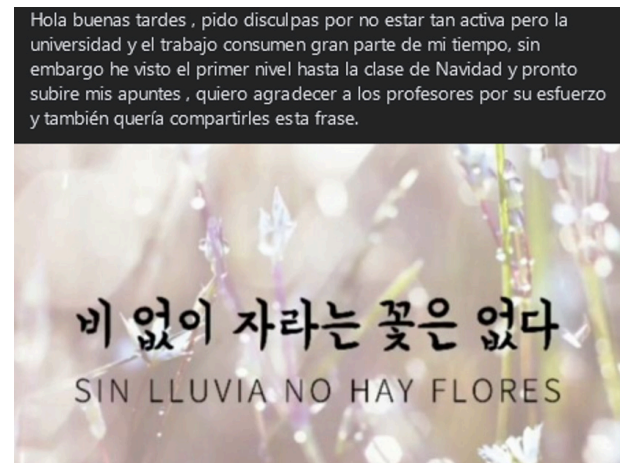 Hola buenas tardes , pido disculpas por no estar tan activa pero la
universidad y el trabajo consumen gran parte de mi tiempo, sin
embargo he visto el primer nivel hasta la clase de Navidad y pronto
subire mis apuntes , quiero agradecer a los profesores por su esfuerzo
y también quería compartirles esta frase.
비 없이 자라는 꽃은 없다
SIN LLUVIA NO HAY FLORES